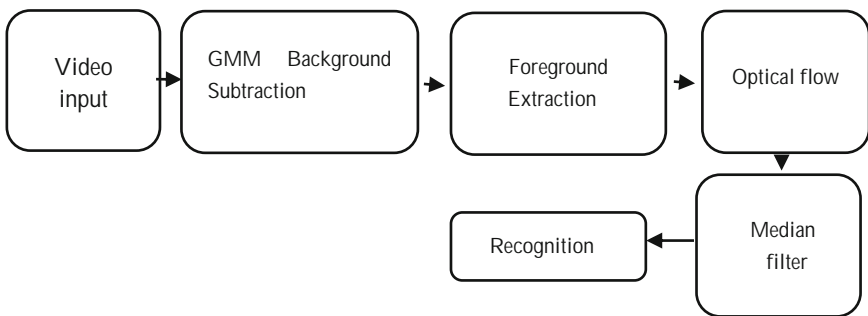 Video
input
GMM Background
Subtraction
Foreground
Extraction
Optical flow
Median
filter
Recognition